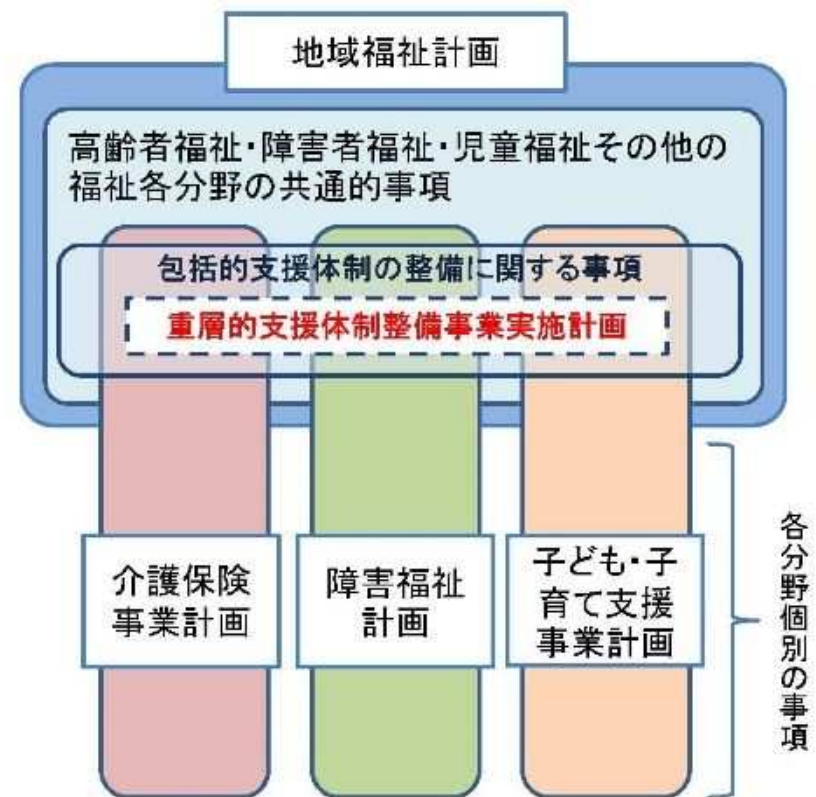 地域福祉計画
高齢者福祉・障害者福祉・児童福祉その他の
福祉各分野の共通的事項
包括的支援体制の整備に関する事項
重層的支援体制整備事業実施計画
介護保険
事業計画
障害福祉
計画
子ども・子
育て支援
事業計画
各分野個別の事項